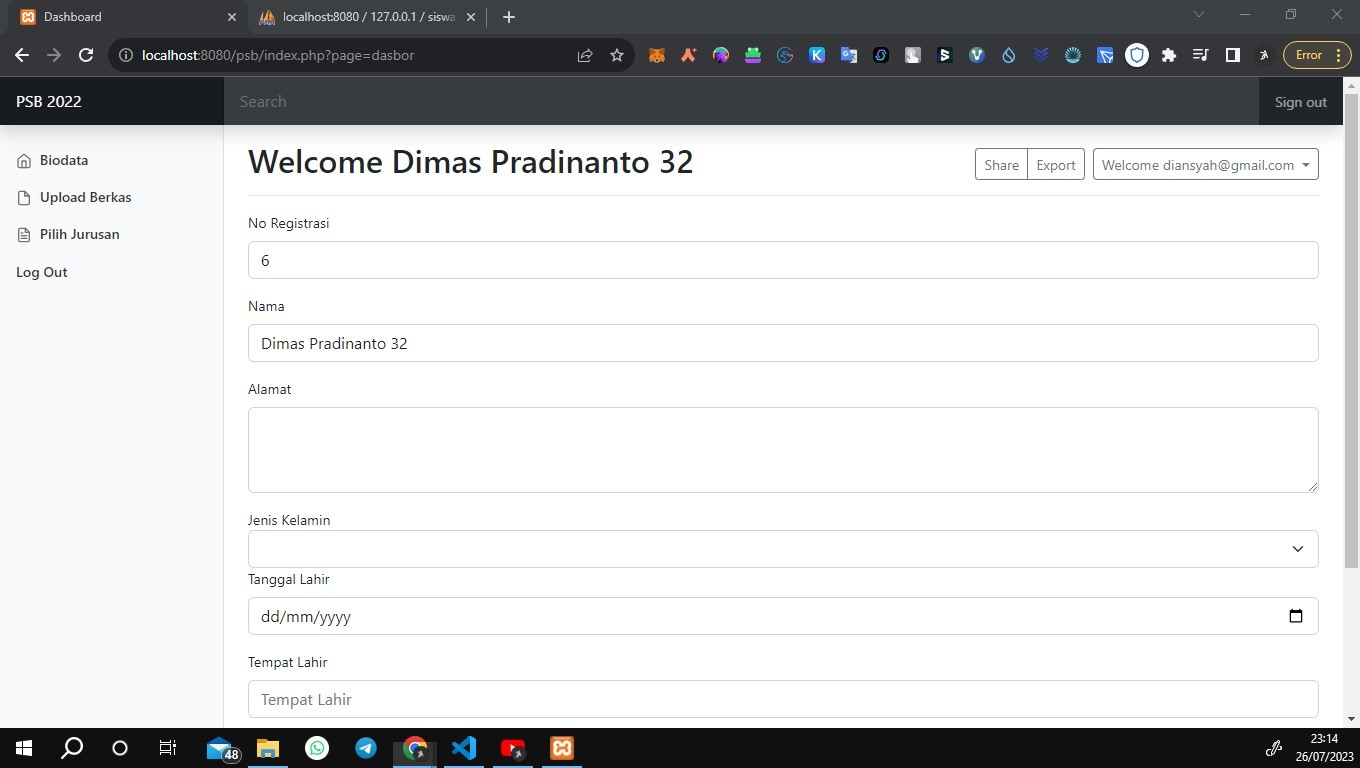 Dashboard
localhost:8080 / 127.0.0.1 / siswa
localhost:8080/psb/index.php?page=dasbor
Error
PSB 2022
Search
Sign out
Biodata
Upload Berkas
Pilih Jurusan
Log Out
Welcome Dimas Pradinanto 32
Share
Export
Welcome diansyah@gmail.com
No Registrasi
6
Nama
Dimas Pradinanto 32
Alamat
Jenis Kelamin
Tanggal Lahir
dd/mm/yyyy
Tempat Lahir
Tempat Lahir
48
23:14
26/07/2023